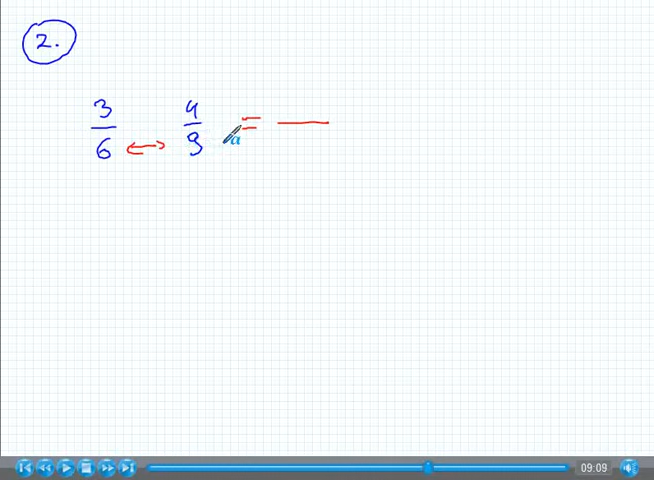 2.
3/6 ↔ 4/9 = —
09:09